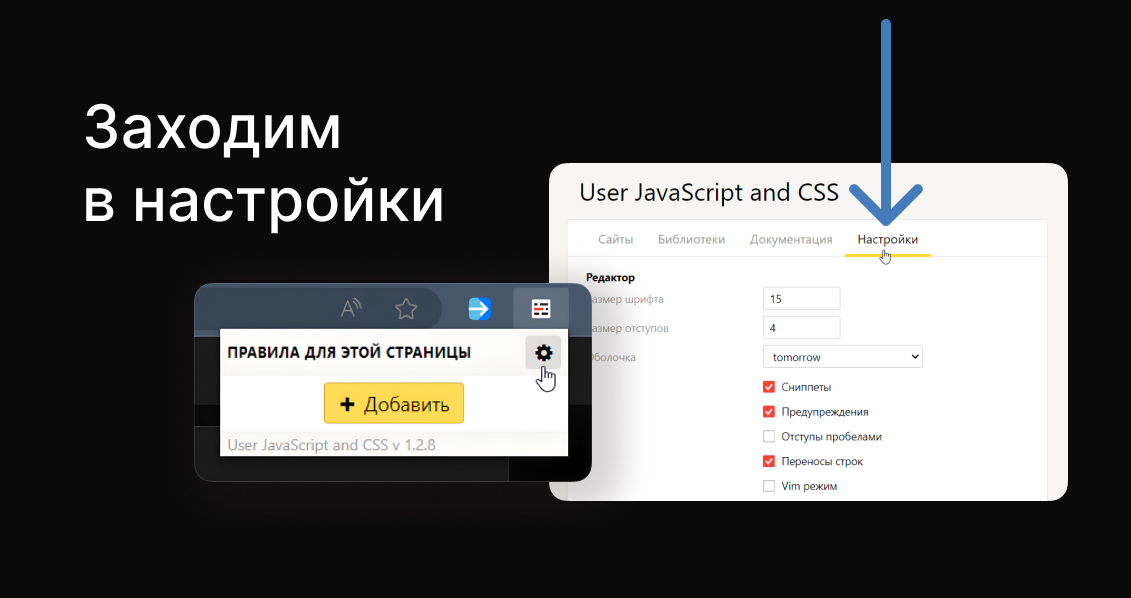 Заходим
в настройки
User JavaScript and CSS
Сайты Библиотеки Документация Настройки
Редактор
азмер шрифта 15
азмер отступов 4
Оболочка tomorrow
Сниппеты
Предупреждения
Отступы пробелами
Переносы строк
Vim режим
ПРАВИЛА ДЛЯ ЭТОЙ СТРАНИЦЫ
+ Добавить
User JavaScript and CSS v 1.2.8